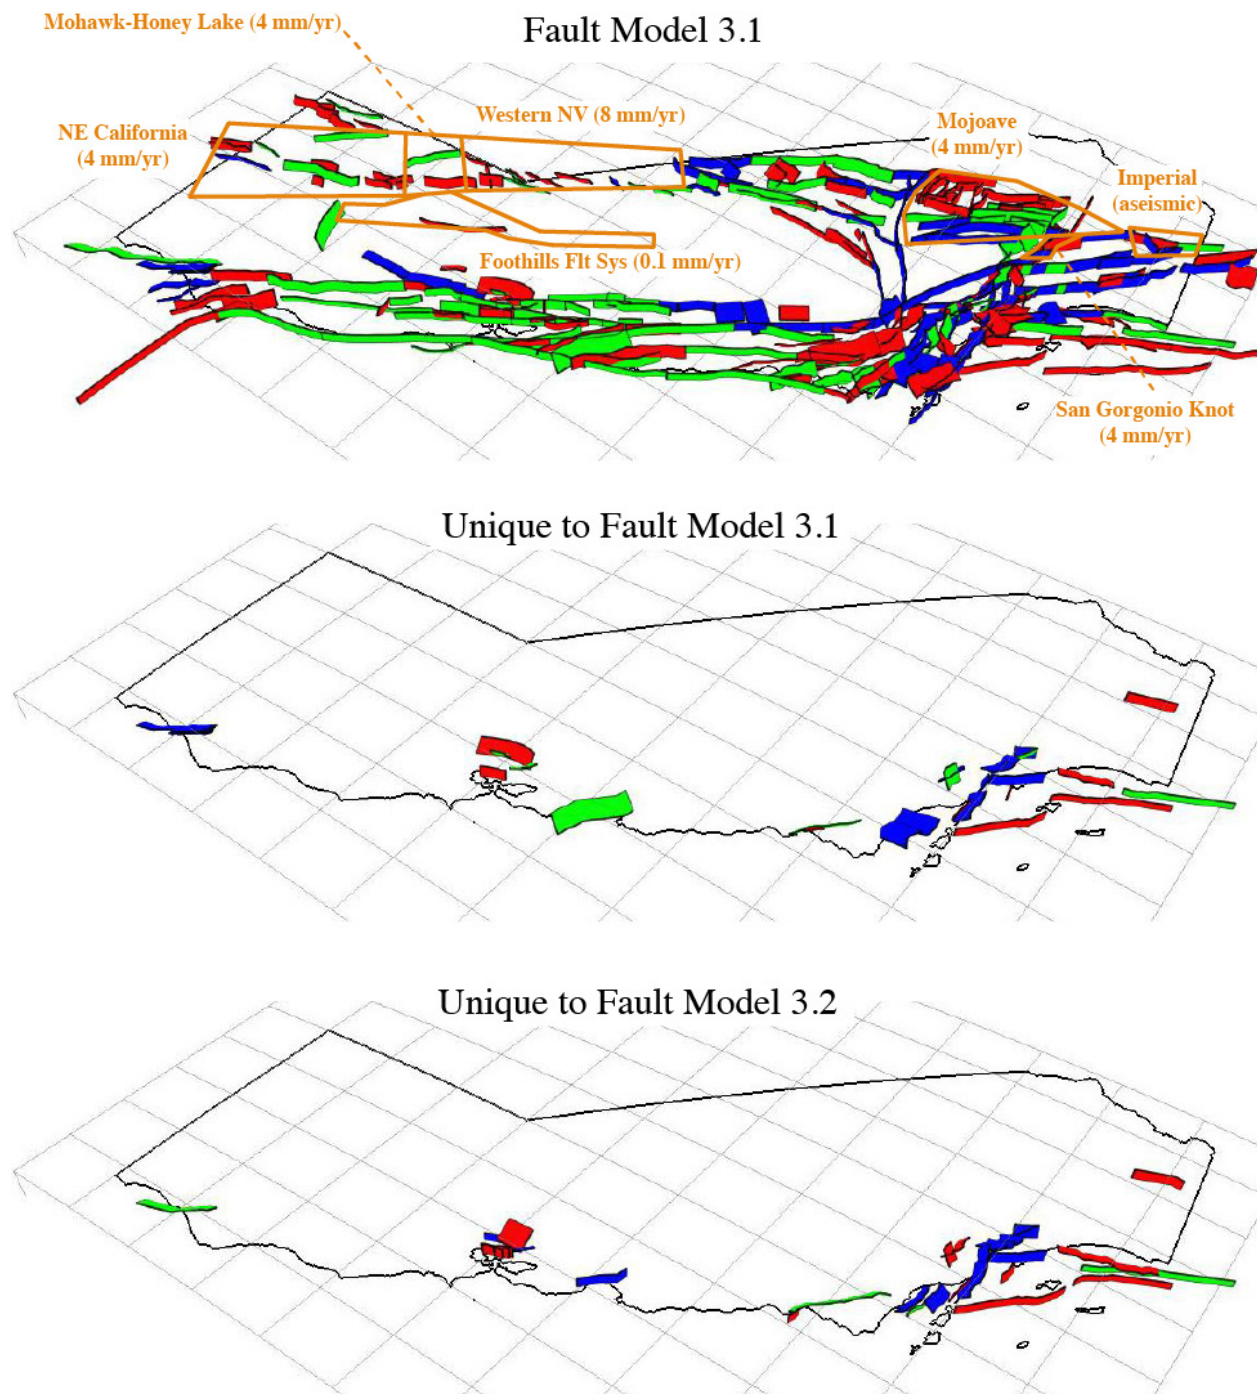 Mohawk-Honey Lake (4 mm/yr)
Fault Model 3.1
NE California
(4 mm/yr)
Western NV (8 mm/yr)
Mojoave
(4 mm/yr)
Imperial
(aseismic)
Foothills Flt Sys (0.1 mm/yr)
San Gorgonio Knot
(4 mm/yr)
Unique to Fault Model 3.1
Unique to Fault Model 3.2